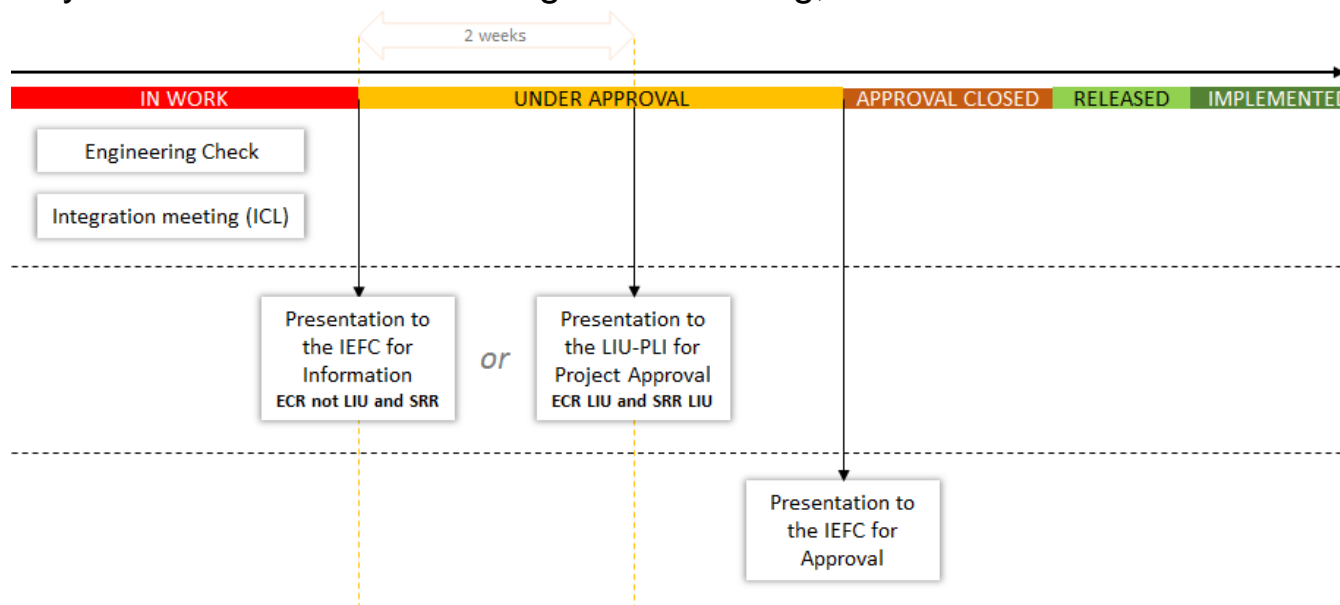 2 weeks
IN WORK
UNDER APPROVAL
APPROVAL CLOSED
RELEASED
IMPLEMENTED
Engineering Check
Integration meeting (ICL)
Presentation to
the IEFC for
Information
ECR not LIU and SRR
or
Presentation to
the LIU-PLI for
Project Approval
ECR LIU and SRR LIU
Presentation to
the IEFC for
Approval